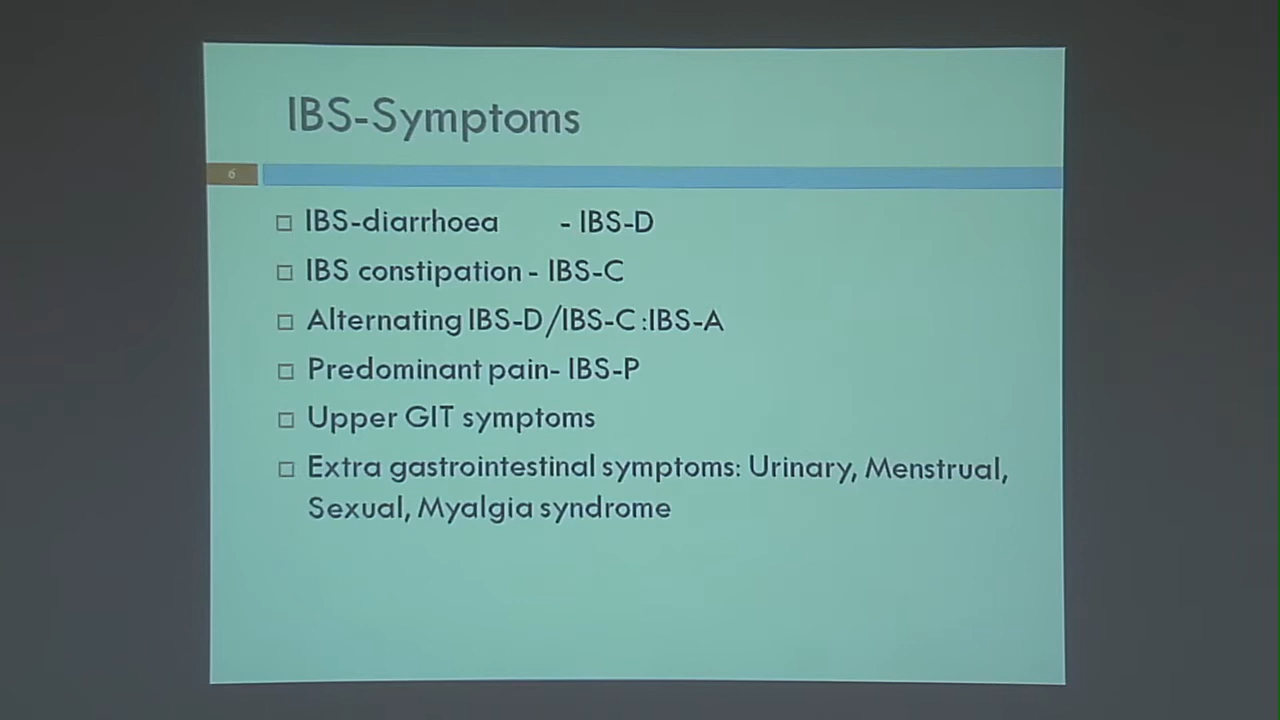 IBS-Symptoms
6
IBS-diarrhoea - IBS-D
IBS constipation - IBS-C
Alternating IBS-D/IBS-C :IBS-A
Predominant pain- IBS-P
Upper GIT symptoms
Extra gastrointestinal symptoms: Urinary, Menstrual,
Sexual, Myalgia syndrome